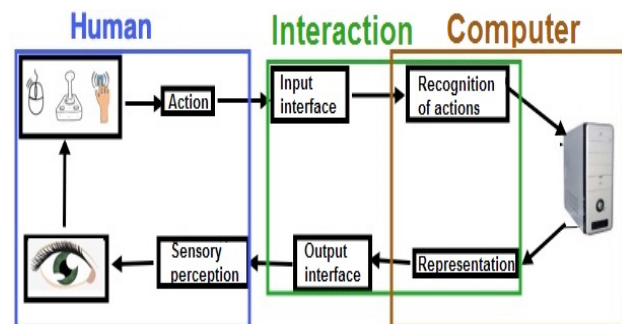 Human
Interaction
Computer
Action
Input
interface
Recognition
of actions
Sensory
perception
Output
interface
Representation